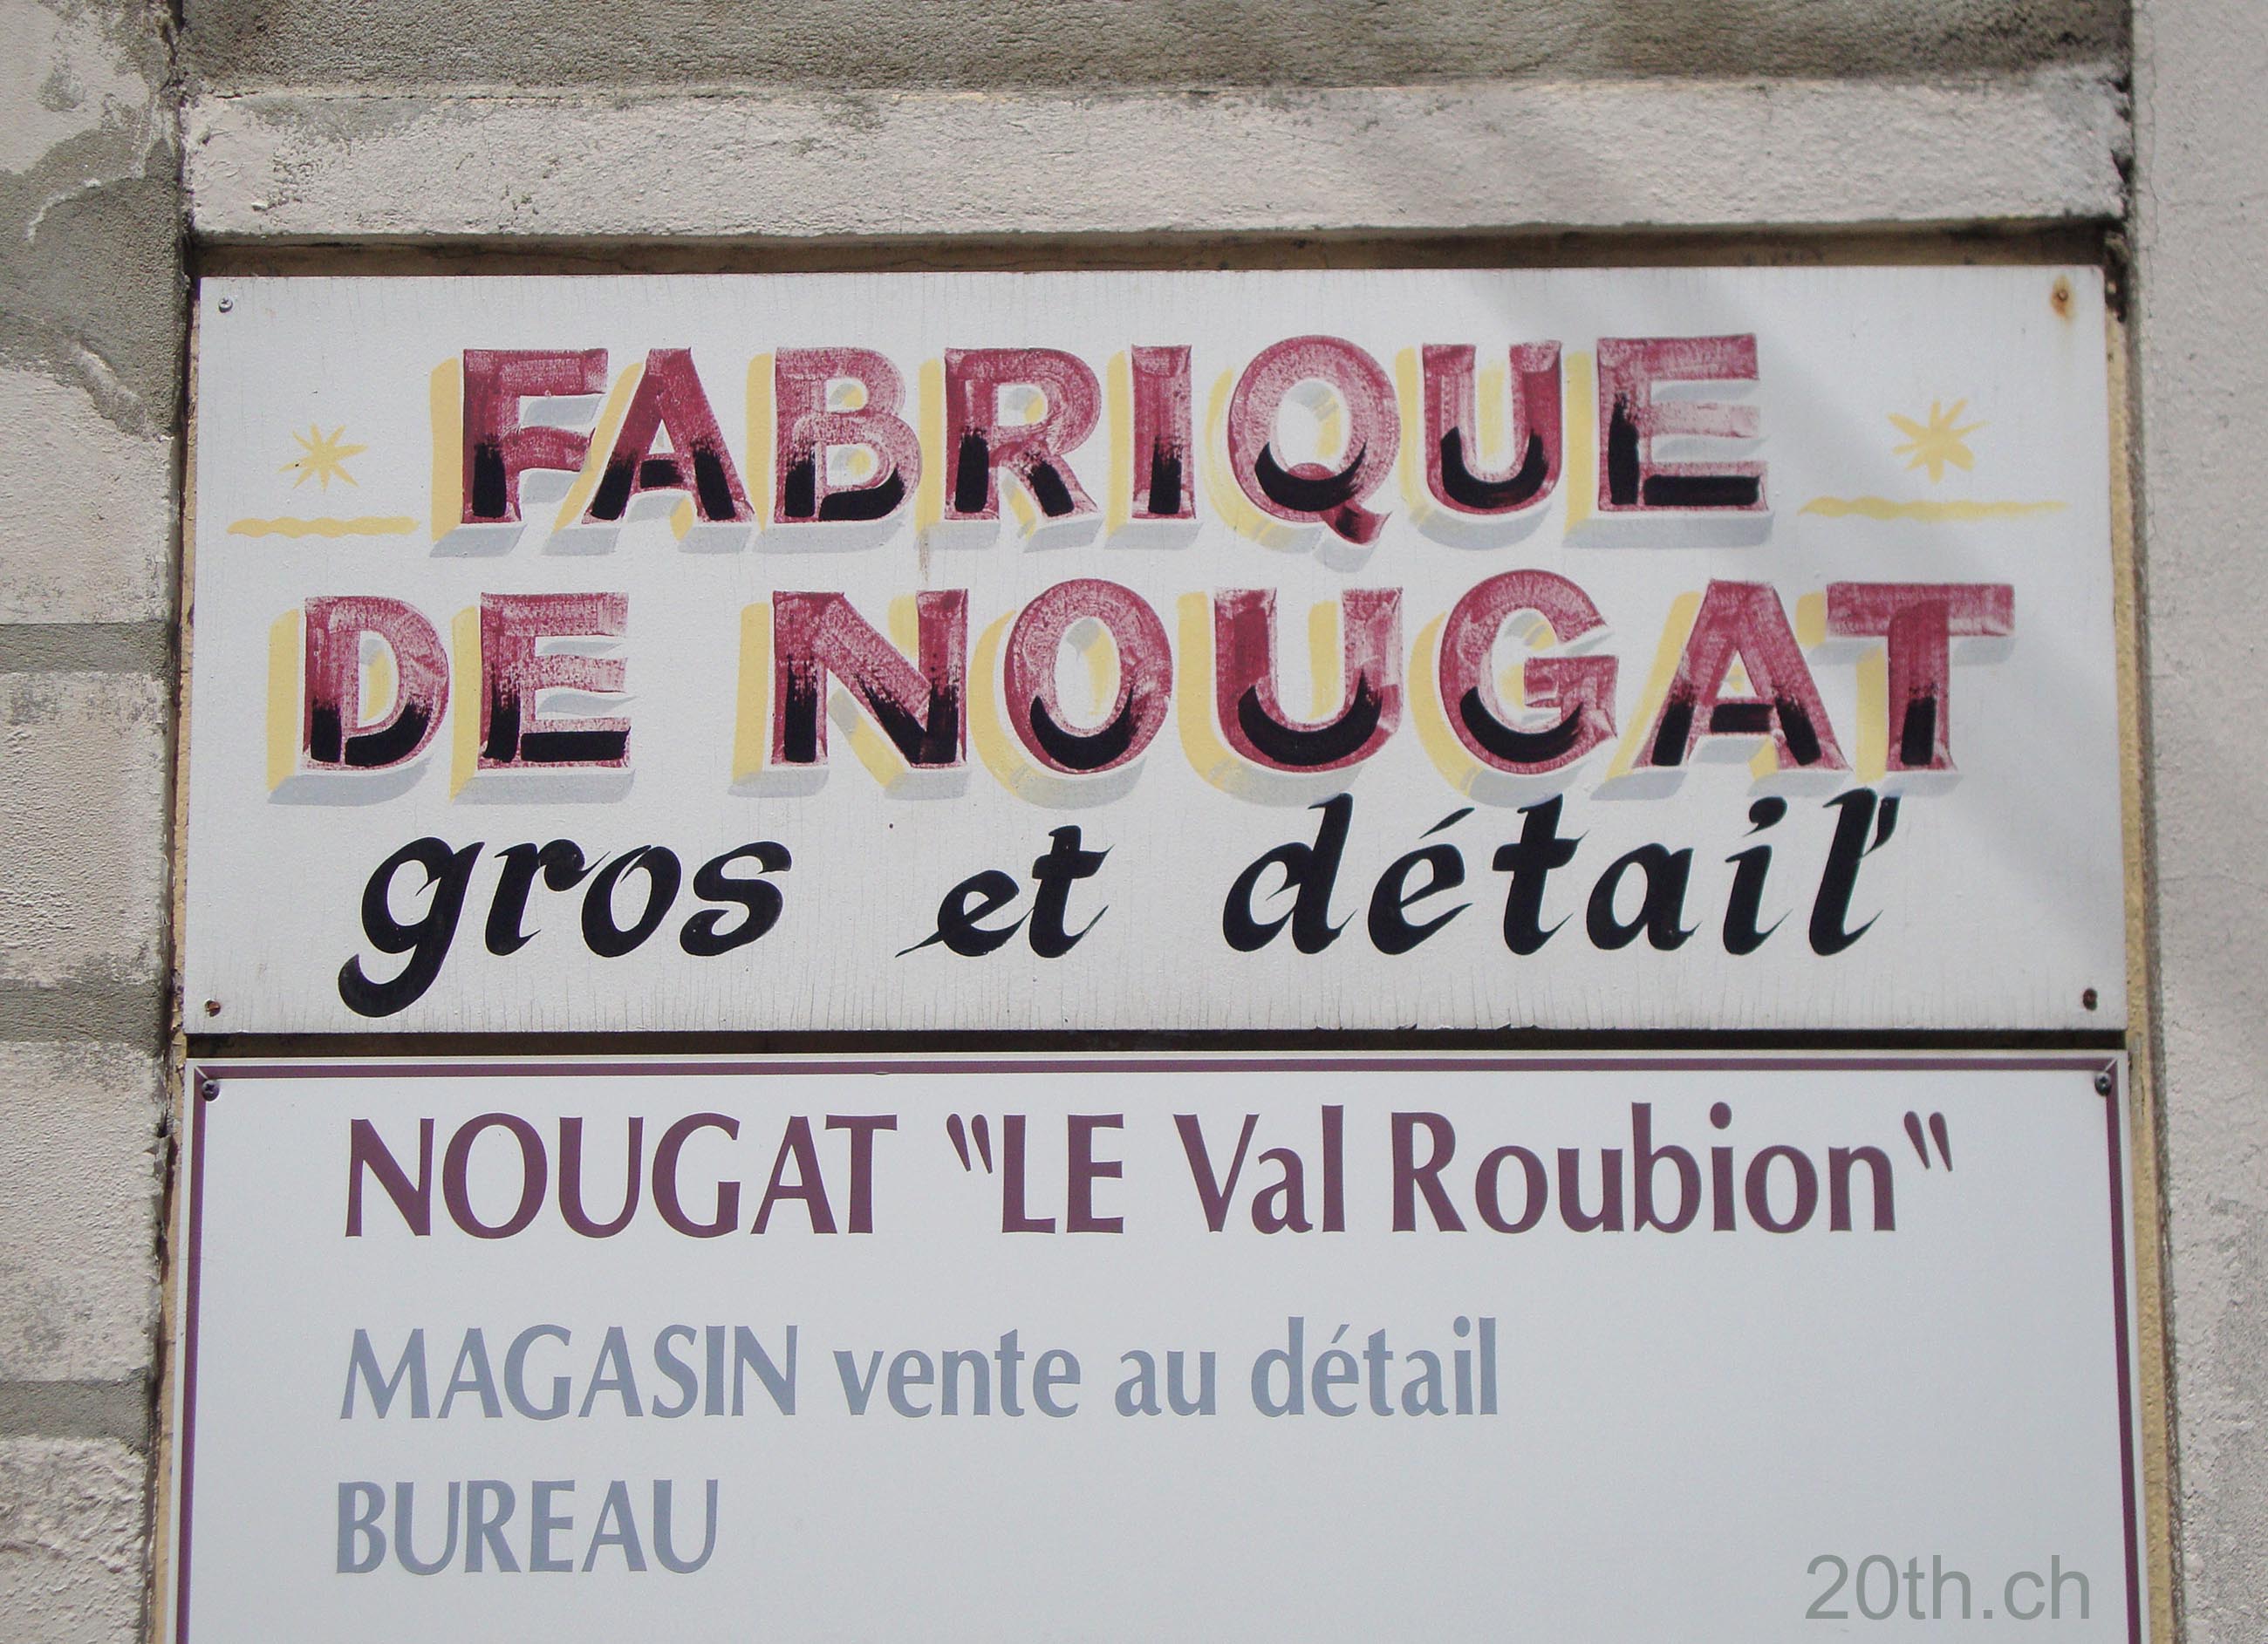 FABRIQUE
DE NOUGAT
gros et détail
NOUGAT "LE Val Roubion"
MAGASIN vente au détail
BUREAU
20th.ch